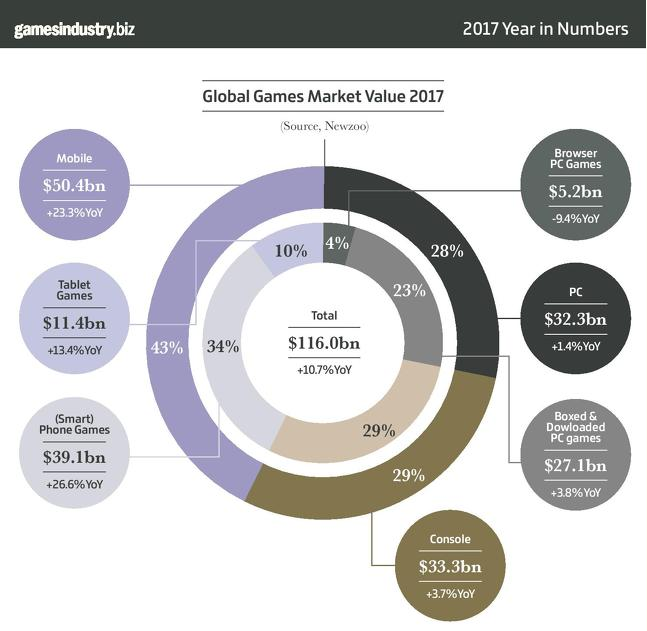 gamesindustry.biz
2017 Year in Numbers
Global Games Market Value 2017
(Source, Newzoo)
Mobile
$50.4bn
+23.3%YoY
Browser
PC Games
$5.2bn
-9.4%YoY
Tablet
Games
$11.4bn
+13.4%YoY
PC
$32.3bn
+1.4%YoY
(Smart)
Phone Games
$39.1bn
+26.6%YoY
Boxed &
Dowloaded
PC games
$27.1bn
+3.8%YoY
Console
$33.3bn
+3.7%YoY
Total
$116.0bn
+10.7%YoY
10%
4%
28%
23%
43%
34%
29%
29%